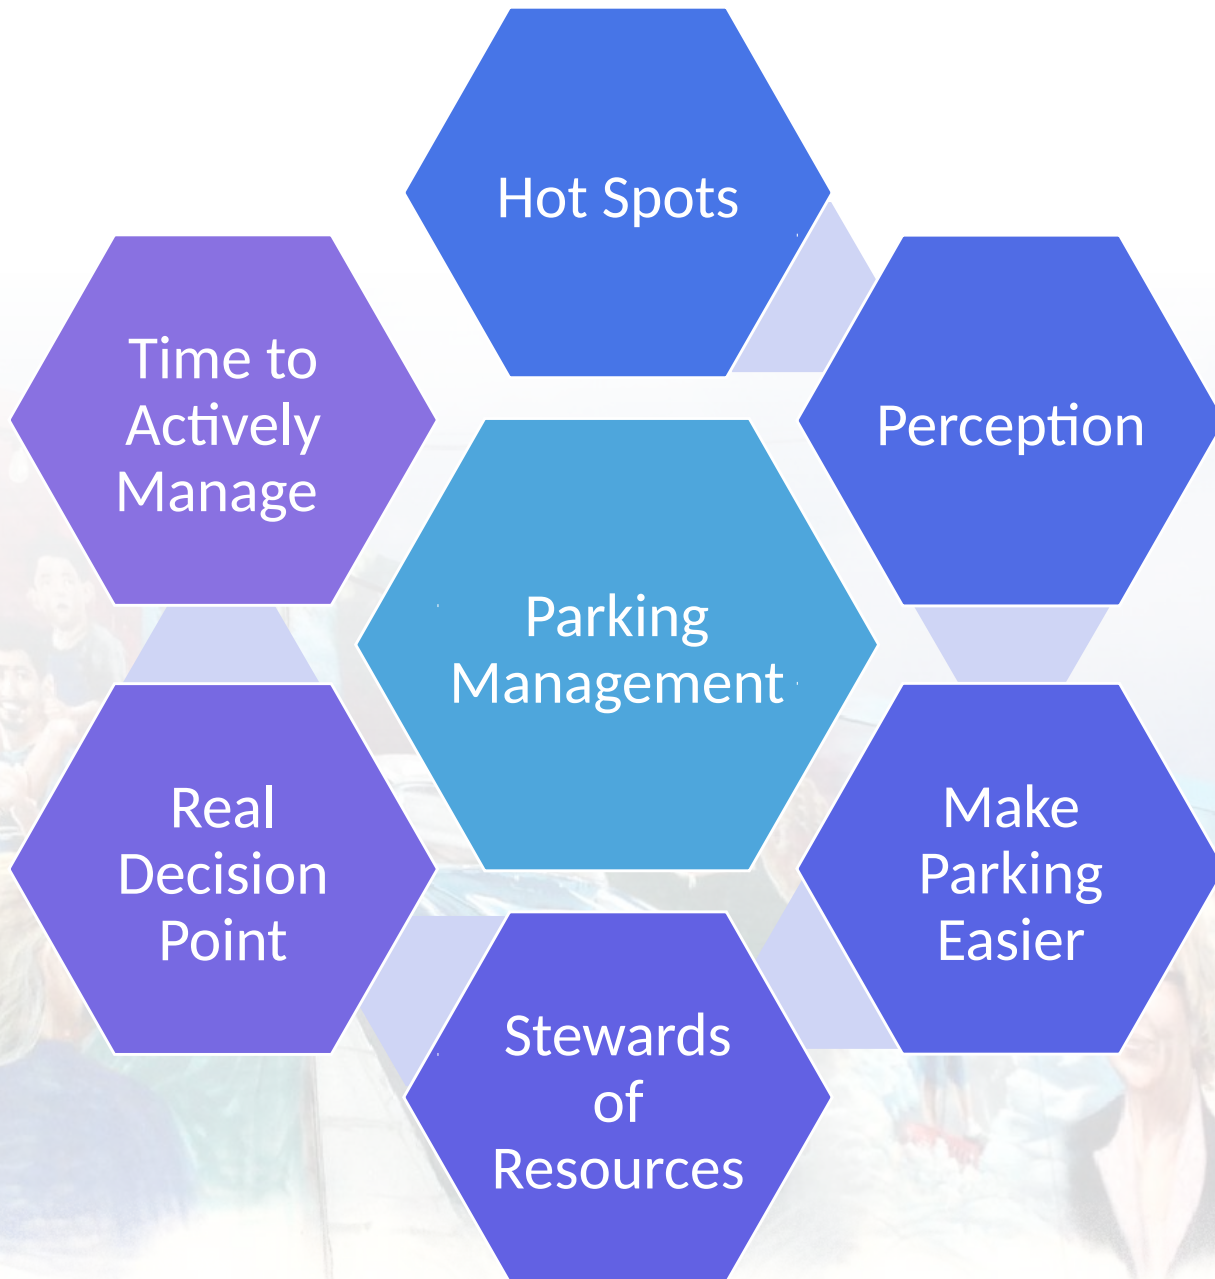 Hot Spots
Perception
Make
Parking
Easier
Stewards
of
Resources
Real
Decision
Point
Time to
Actively
Manage
Parking
Management